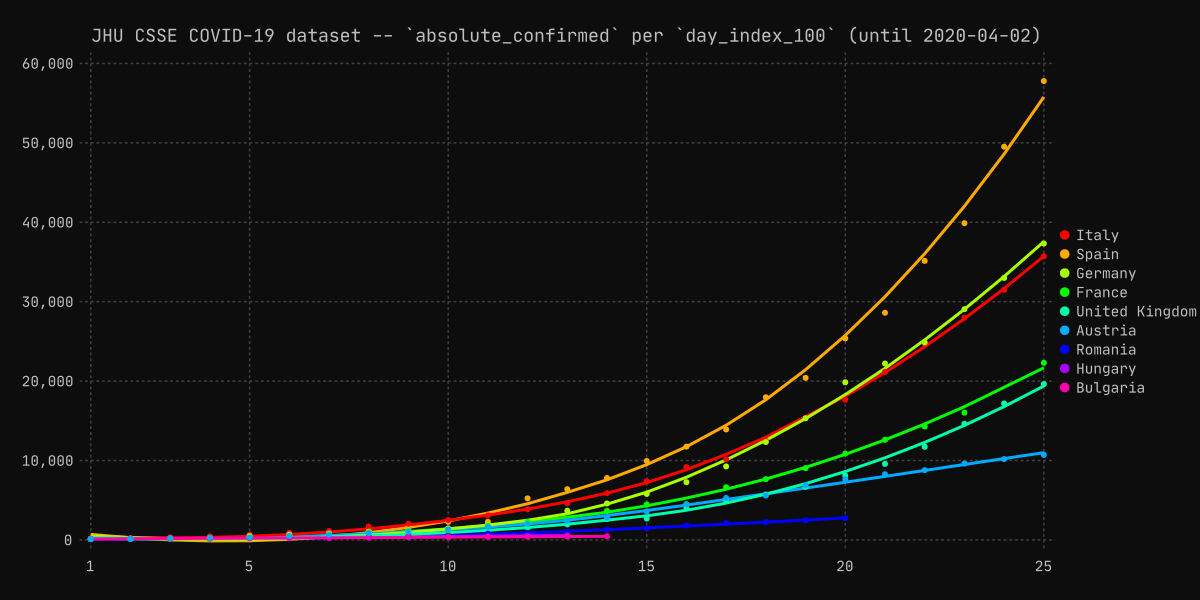 JHU CSSE COVID-19 dataset -- `absolute_confirmed` per `day_index_100` (until 2020-04-02)
60,000
50,000
40,000
30,000
20,000
10,000
0
1
5
10
15
20
25
Italy
Spain
Germany
France
United Kingdom
Austria
Romania
Hungary
Bulgaria